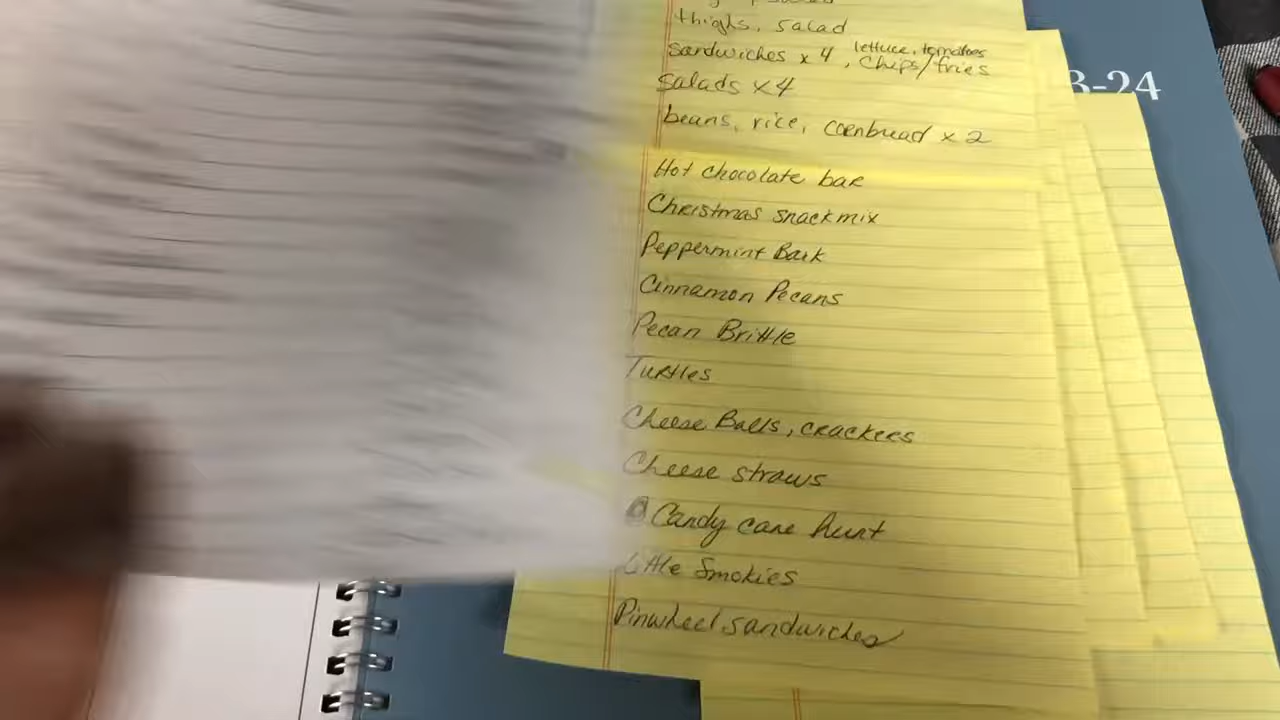 thighs, salad
sandwiches x 4, lettuce, tomatoes
chips/fries
salads x4
beans, rice, cornbread x 2
3-24
Hot chocolate bar
Christmas snack mix
Peppermint Bark
Cinnamon Pecans
Pecan Brittle
Turtles
Cheese Balls, crackers
Cheese straws
Candy cane hunt
Little Smokies
Pinwheel sandwiches